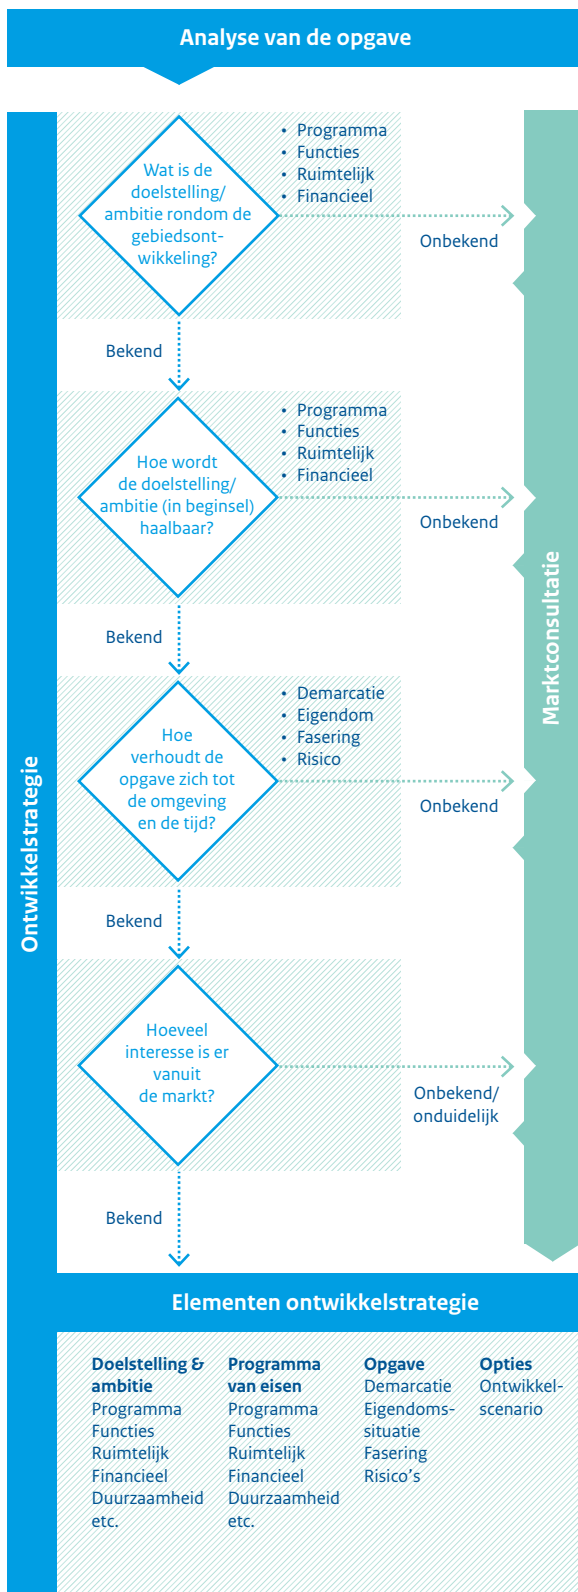 Analyse van de opgave
Wat is de
doelstelling/
ambitie rondom de
gebiedsont-
wikkeling?
• Programma
• Functies
• Ruimtelijk
• Financieel
Onbekend
Bekend
Hoe wordt
de doelstelling/
ambitie (in beginsel)
haalbaar?
• Programma
• Functies
• Ruimtelijk
• Financieel
Onbekend
Bekend
Hoe
verhoudt de
opgave zich tot
de omgeving
en de tijd?
• Demarcatie
• Eigendom
• Fasering
• Risico
Onbekend
Bekend
Hoeveel
interesse is er
vanuit
de markt?
Onbekend/
onduidelijk
Bekend
Ontwikkelstrategie
Marktconsultatie
Elementen ontwikkelstrategie
Doelstelling &
ambitie
Programma
Functies
Ruimtelijk
Financieel
Duurzaamheid
etc.
Programma
van eisen
Programma
Functies
Ruimtelijk
Financieel
Duurzaamheid
etc.
Opgave
Demarcatie
Eigendoms-
situatie
Fasering
Risico's
Opties
Ontwikkel-
scenario